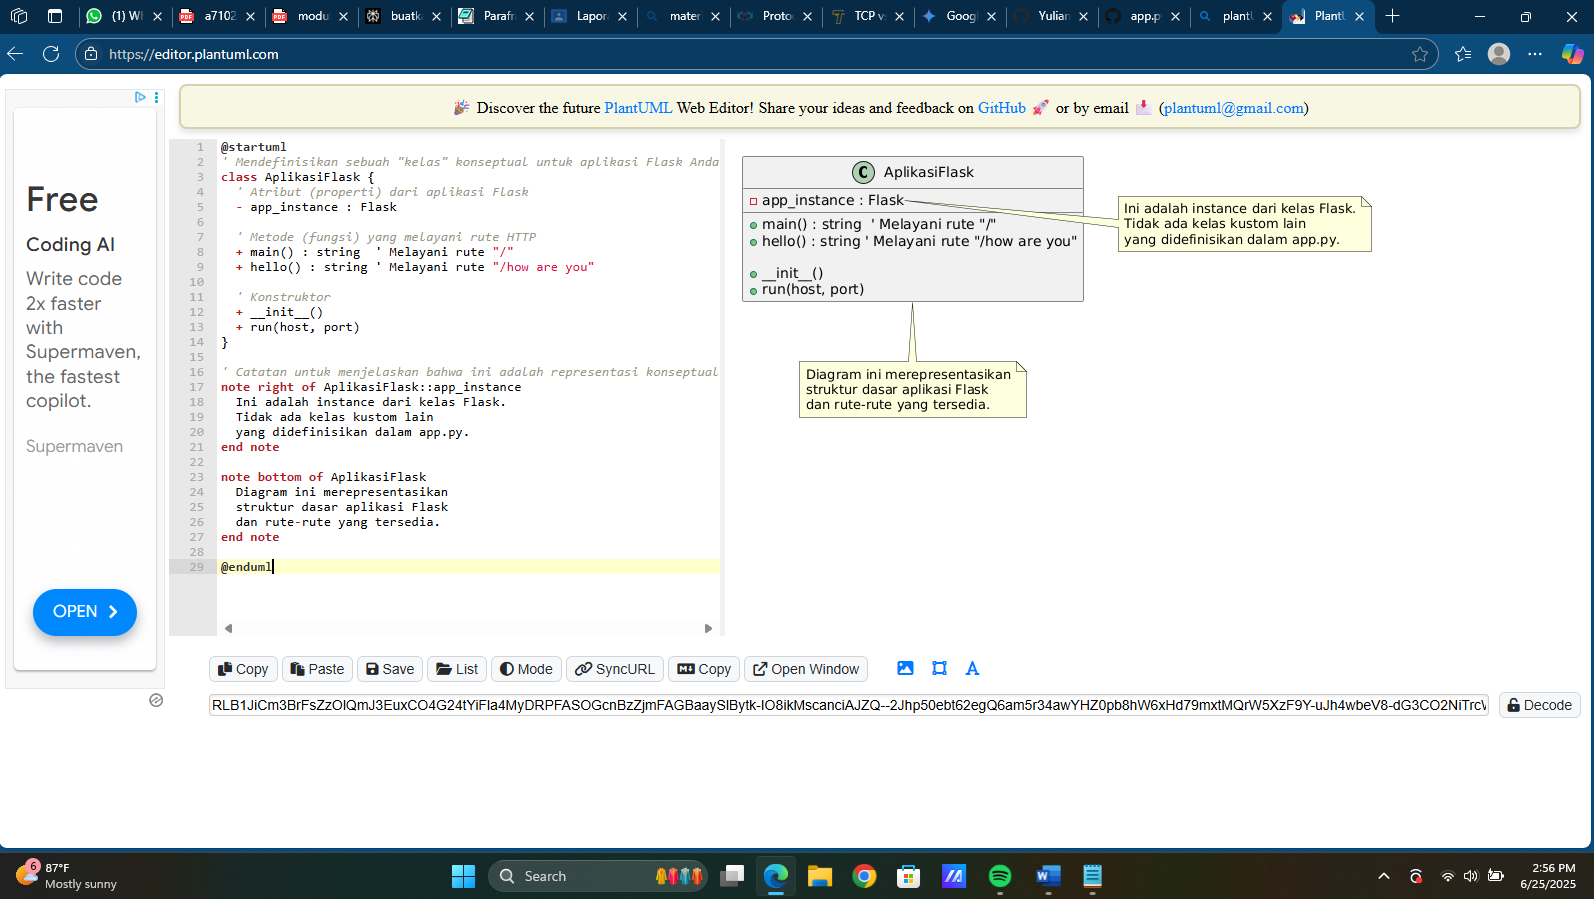 (1) W
a7102
modu
buatk
Parafra
Lapora
mater
Proto
TCP v
Googl
Yulian
app.p
plantU
PlantU
https://editor.plantuml.com
🎉 Discover the future PlantUML Web Editor! Share your ideas and feedback on GitHub 🚀 or by email 📩 (plantuml@gmail.com)
Free
Coding AI
Write code
2x faster
with
Supermaven,
the fastest
copilot.
Supermaven
OPEN
1 @startuml
2 ' Mendefinisikan sebuah "kelas" konseptual untuk aplikasi Flask Anda
3 class AplikasiFlask {
4 ' Atribut (properti) dari aplikasi Flask
5 - app_instance : Flask
6
7 ' Metode (fungsi) yang melayani rute HTTP
8 + main() : string ' Melayani rute "/"
9 + hello() : string ' Melayani rute "/how are you"
10
11 ' Konstruktor
12 + __init__()
13 + run(host, port)
14 }
15
16 ' Catatan untuk menjelaskan bahwa ini adalah representasi konseptual
17 note right of AplikasiFlask::app_instance
18 Ini adalah instance dari kelas Flask.
19 Tidak ada kelas kustom lain
20 yang didefinisikan dalam app.py.
21 end note
22
23 note bottom of AplikasiFlask
24 Diagram ini merepresentasikan
25 struktur dasar aplikasi Flask
26 dan rute-rute yang tersedia.
27 end note
28
29 @enduml
C AplikasiFlask
app_instance : Flask
main() : string ' Melayani rute "/"
hello() : string ' Melayani rute "/how are you"
__init__()
run(host, port)
Ini adalah instance dari kelas Flask.
Tidak ada kelas kustom lain
yang didefinisikan dalam app.py.
Diagram ini merepresentasikan
struktur dasar aplikasi Flask
dan rute-rute yang tersedia.
Copy Paste Save List Mode SyncURL Copy Open Window
Decode
6
87°F
Mostly sunny
Search
2:56 PM
6/25/2025